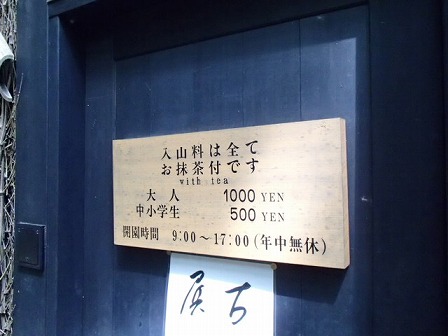 入山料は全て
お抹茶付です
with tea
大人 1000 YEN
中小学生 500 YEN
開園時間 9:00～17:00(年中無休)